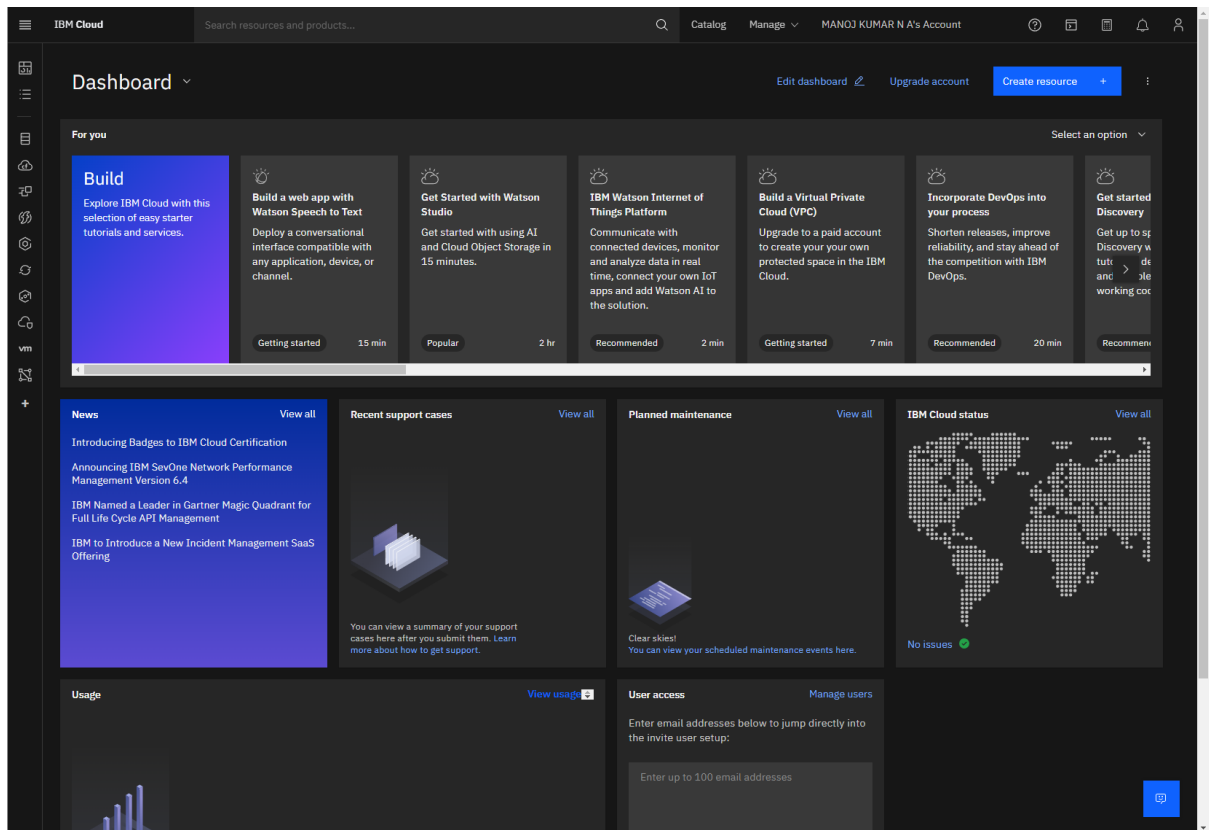 IBM Cloud
Search resources and products...
Catalog
Manage
MANOJ KUMAR N A's Account
Dashboard
Edit dashboard
Upgrade account
Create resource +
For you
Select an option
Build
Explore IBM Cloud with this
selection of easy starter
tutorials and services.
Build a web app with
Watson Speech to Text
Deploy a conversational
interface compatible with
any application, device, or
channel.
Getting started
15 min
Get Started with Watson
Studio
Get started with using AI
and Cloud Object Storage in
15 minutes.
Popular
2 hr
IBM Watson Internet of
Things Platform
Communicate with
connected devices, monitor
and analyze data in real
time, connect your own IoT
apps and add Watson AI to
the solution.
Recommended
2 min
Build a Virtual Private
Cloud (VPC)
Upgrade to a paid account
to create your your own
protected space in the IBM
Cloud.
Getting started
7 min
Incorporate DevOps into
your process
Shorten releases, improve
reliability, and stay ahead of
the competition with IBM
DevOps.
Recommended
20 min
Get started
Discovery
Get up to sp
Discovery w
and
working cod
Recommen
vm
News
View all
Introducing Badges to IBM Cloud Certification
Announcing IBM SevOne Network Performance
Management Version 6.4
IBM Named a Leader in Gartner Magic Quadrant for
Full Life Cycle API Management
IBM to Introduce a New Incident Management SaaS
Offering
Recent support cases
View all
You can view a summary of your support
cases here after you submit them. Learn
more about how to get support.
Planned maintenance
View all
Clear skies!
You can view your scheduled maintenance events here.
IBM Cloud status
View all
No issues
Usage
View usage
User access
Manage users
Enter email addresses below to jump directly into
the invite user setup:
Enter up to 100 email addresses